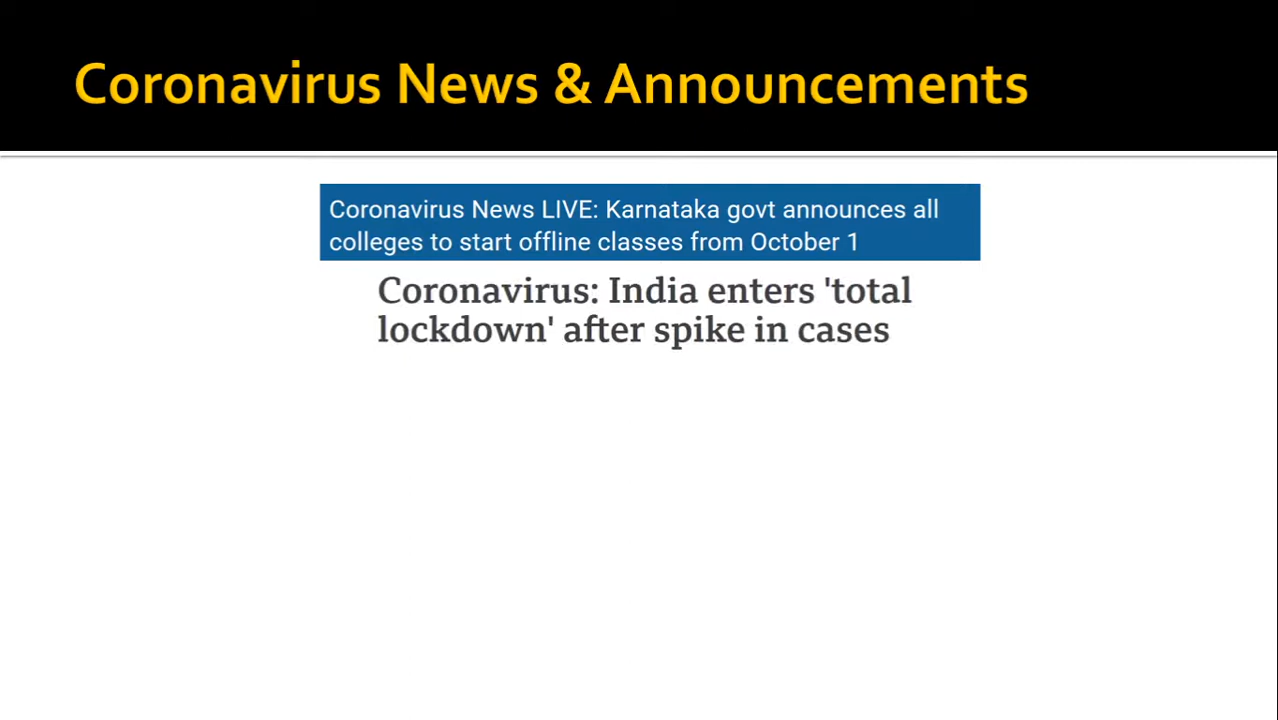 Coronavirus News & Announcements
Coronavirus News LIVE: Karnataka govt announces all
colleges to start offline classes from October 1
Coronavirus: India enters 'total
lockdown' after spike in cases